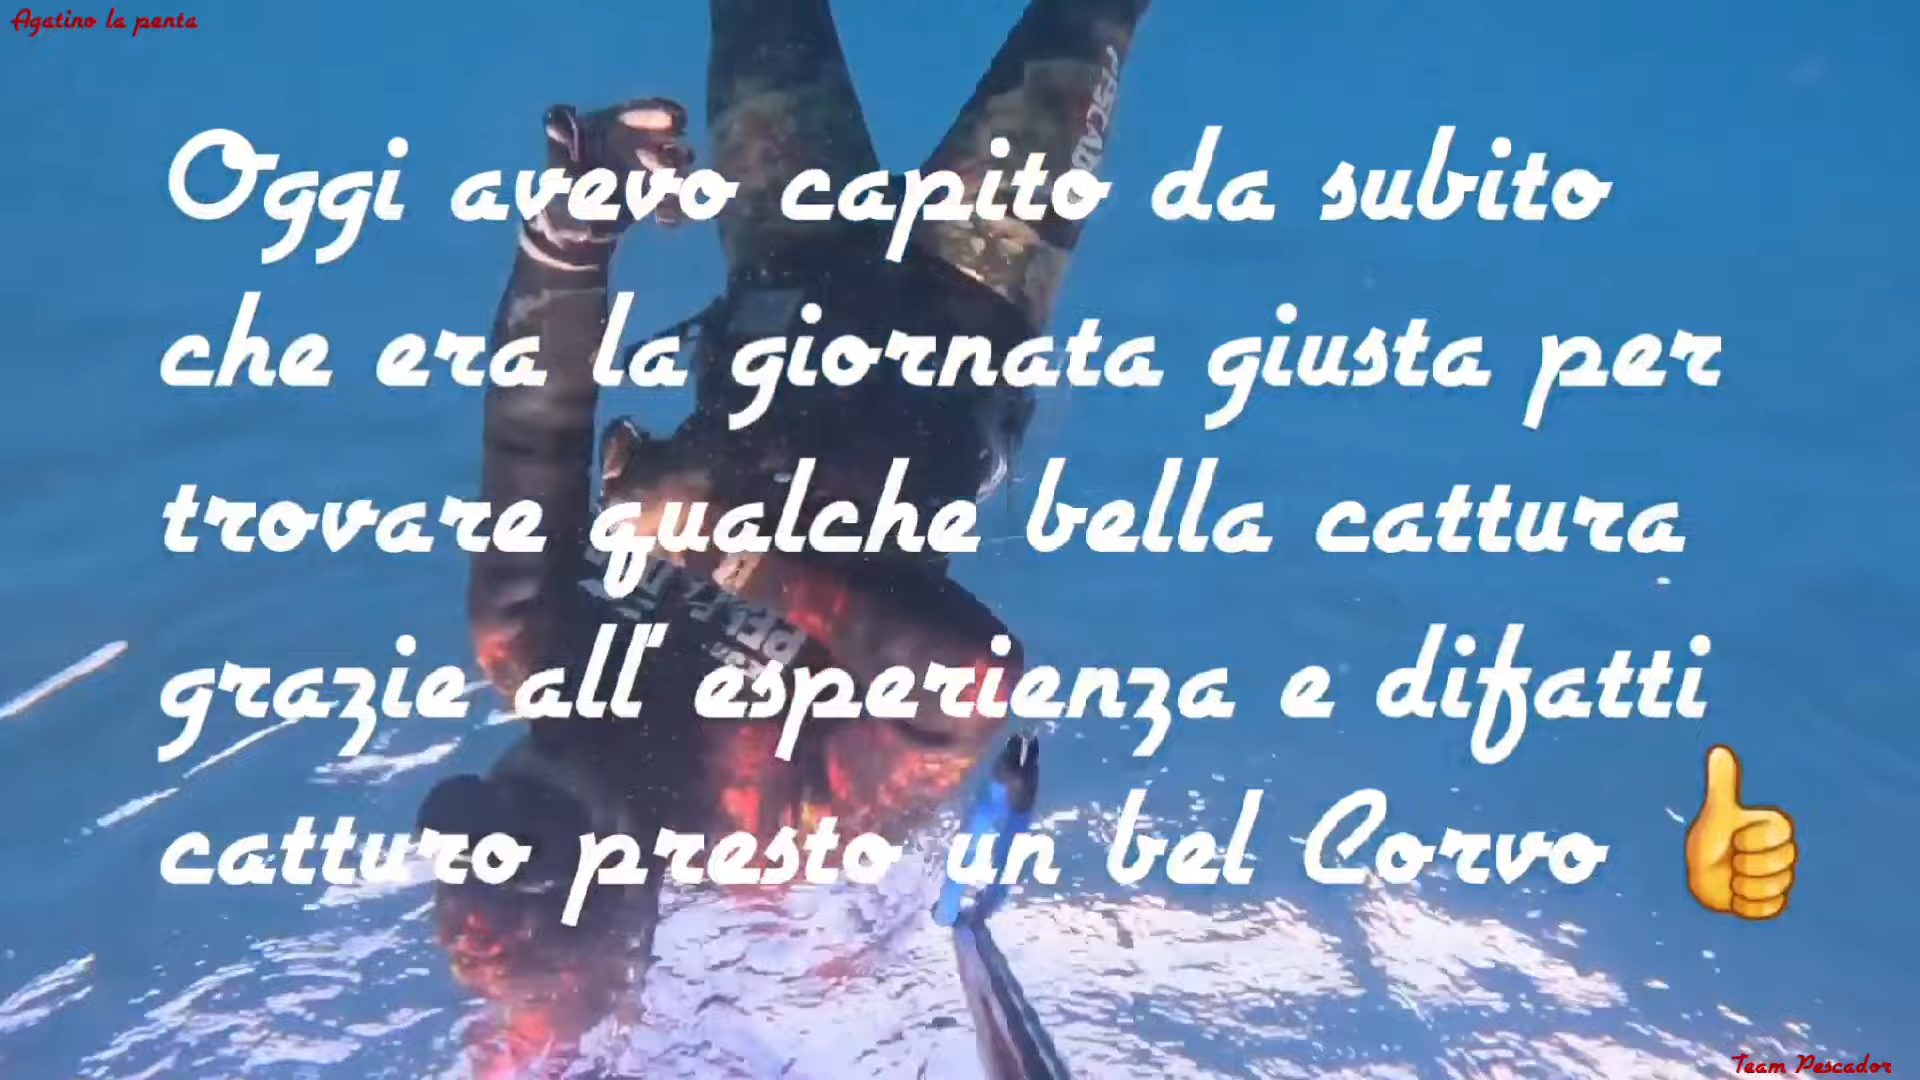 Agatino la penta
Oggi avevo capito da subito
che era la giornata giusta per
trovare qualche bella cattura
grazie all' esperienza e difatti
catturo presto un bel Corvo 👍
Team Pescador